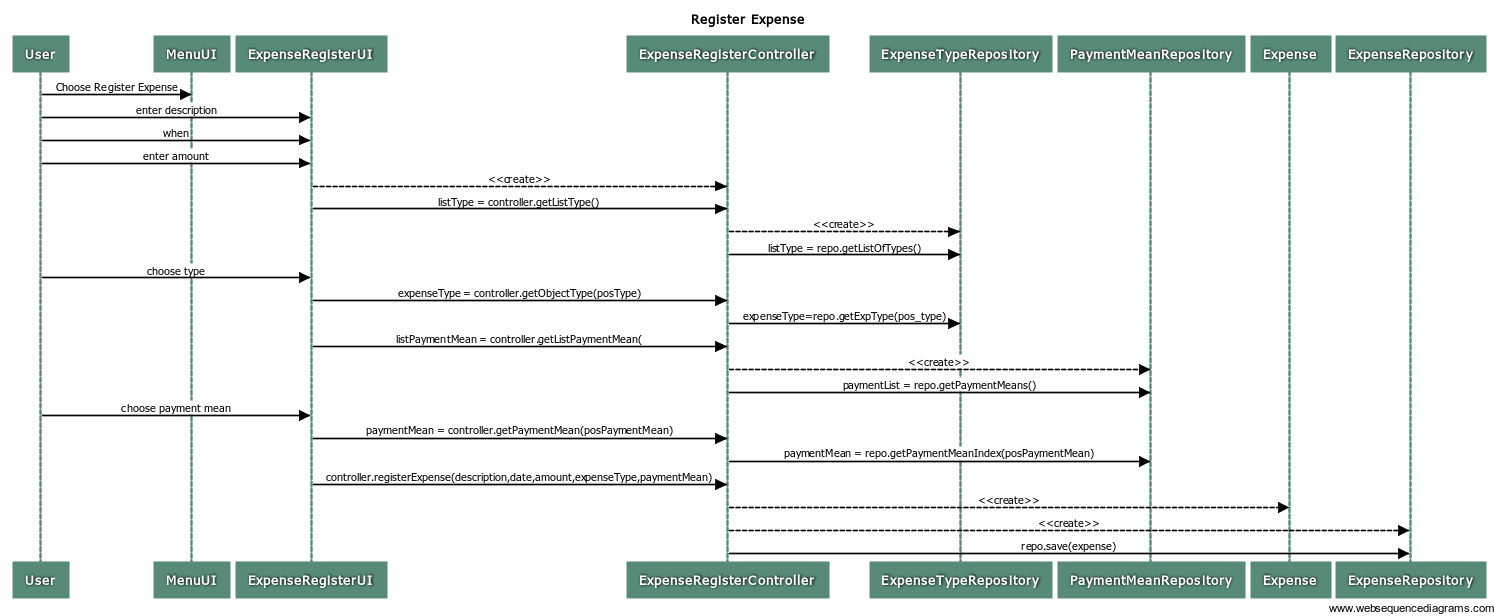 Register Expense
User MenuUI ExpenseRegisterUI ExpenseRegisterController ExpenseTypeRepository PaymentMeanRepository Expense ExpenseRepository
Choose Register Expense
enter description
when
enter amount
<<create>>
listType = controller.getListType()
<<create>>
listType = repo.getListOfTypes()
choose type
expenseType = controller.getObjectType(posType)
expenseType=repo.getExpType(pos_type)
listPaymentMean = controller.getListPaymentMean(
<<create>>
paymentList = repo.getPaymentMeans()
choose payment mean
paymentMean = controller.getPaymentMean(posPaymentMean)
paymentMean = repo.getPaymentMeanIndex(posPaymentMean)
controller.registerExpense(description,date,amount,expenseType,paymentMean)
<<create>>
<<create>>
repo.save(expense)
User MenuUI ExpenseRegisterUI ExpenseRegisterController ExpenseTypeRepository PaymentMeanRepository Expense ExpenseRepository
www.websequencediagrams.com